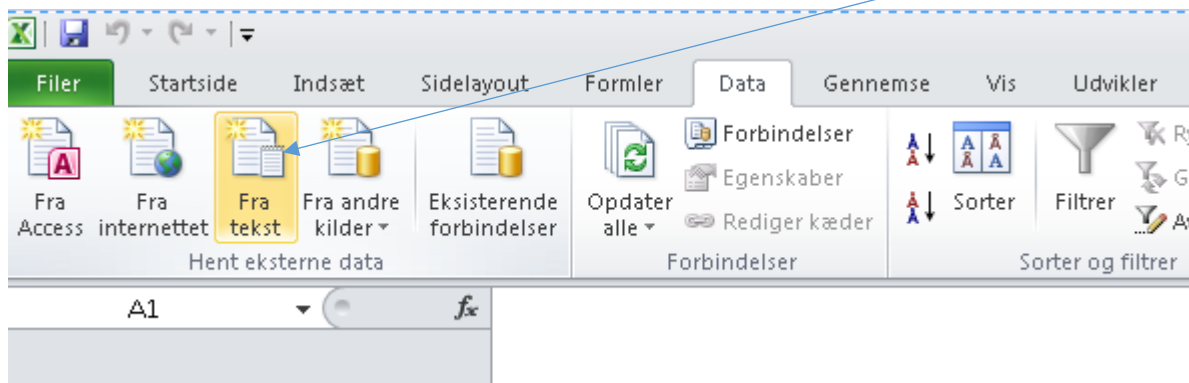 Filer Startside Indsæt Sidelayout Formler Data Gennemse Vis Udvikler
Fra Access
Fra internettet
Fra tekst
Fra andre kilder
Eksisterende forbindelser
Hent eksterne data
Opdater alle
Forbindelser
Egenskaber
Rediger kæder
Forbindelser
Sorter
Filtrer
Sorter og filtrer
A1
fx